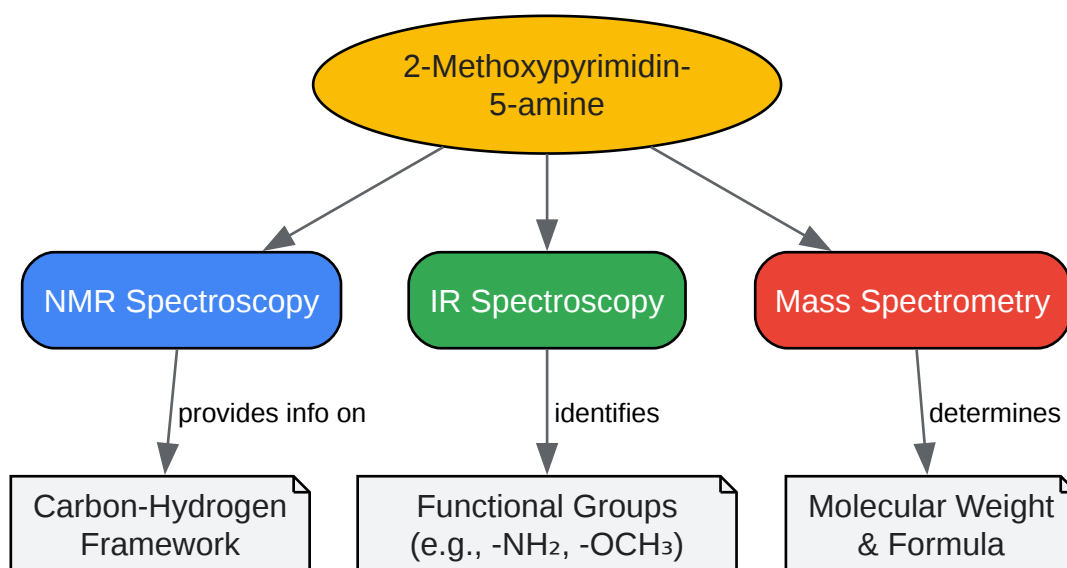 2-Methoxypyrimidin-
5-amine
NMR Spectroscopy
IR Spectroscopy
Mass Spectrometry
provides info on
identifies
determines
Carbon-Hydrogen
Framework
Functional Groups
(e.g., -NH₂, -OCH₃)
Molecular Weight
& Formula